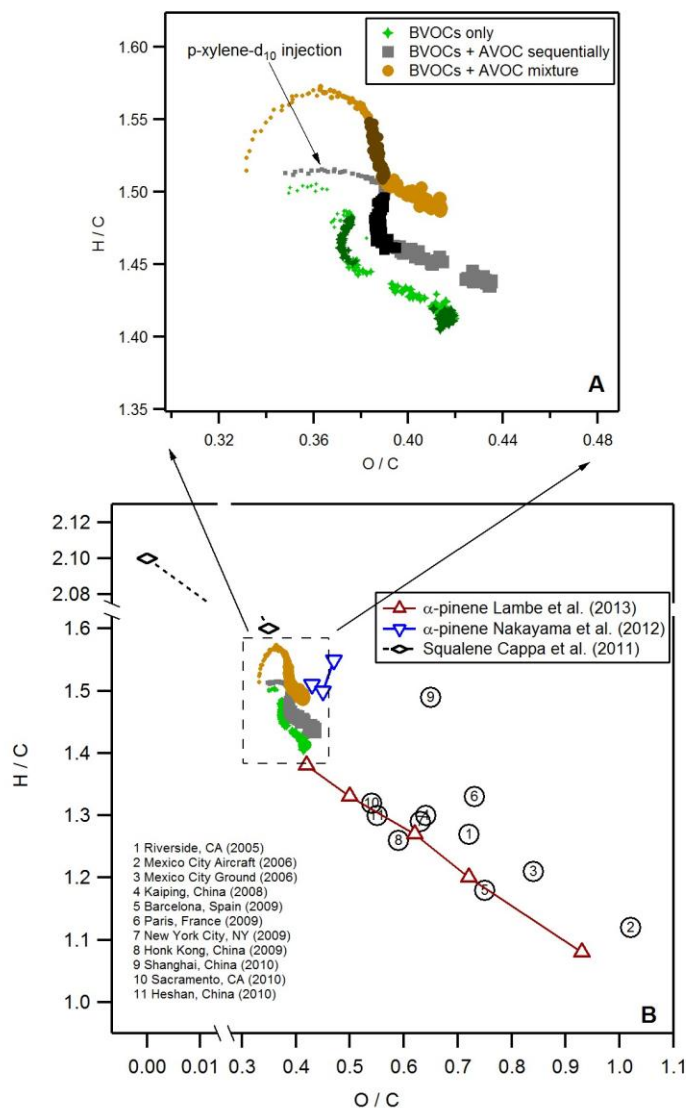 BVOCs only
BVOCs + AVOC sequentially
BVOCs + AVOC mixture
p-xylene-d10 injection
1.60
1.55
1.50
1.45
1.40
1.35
H / C
0.32
0.36
0.40
0.44
0.48
O / C
A
2.12
2.10
2.08
1.6
1.5
1.4
1.3
1.2
1.1
1.0
H / C
α-pinene Lambe et al. (2013)
α-pinene Nakayama et al. (2012)
Squalene Cappa et al. (2011)
9
10
11
6
4
7
8
1
3
5
2
1 Riverside, CA (2005)
2 Mexico City Aircraft (2006)
3 Mexico City Ground (2006)
4 Kaiping, China (2008)
5 Barcelona, Spain (2009)
6 Paris, France (2009)
7 New York City, NY (2009)
8 Honk Kong, China (2009)
9 Shanghai, China (2010)
10 Sacramento, CA (2010)
11 Heshan, China (2010)
B
0.00
0.01
0.3
0.4
0.5
0.6
0.7
0.8
0.9
1.0
1.1
O / C